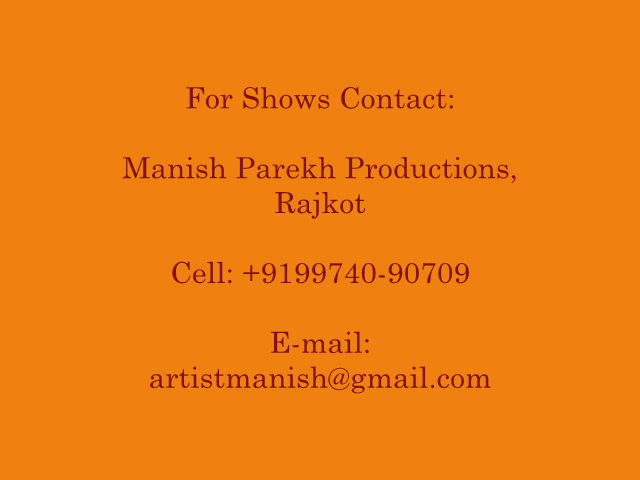 For Shows Contact:
Manish Parekh Productions,
Rajkot
Cell: +9199740-90709
E-mail:
artistmanish@gmail.com